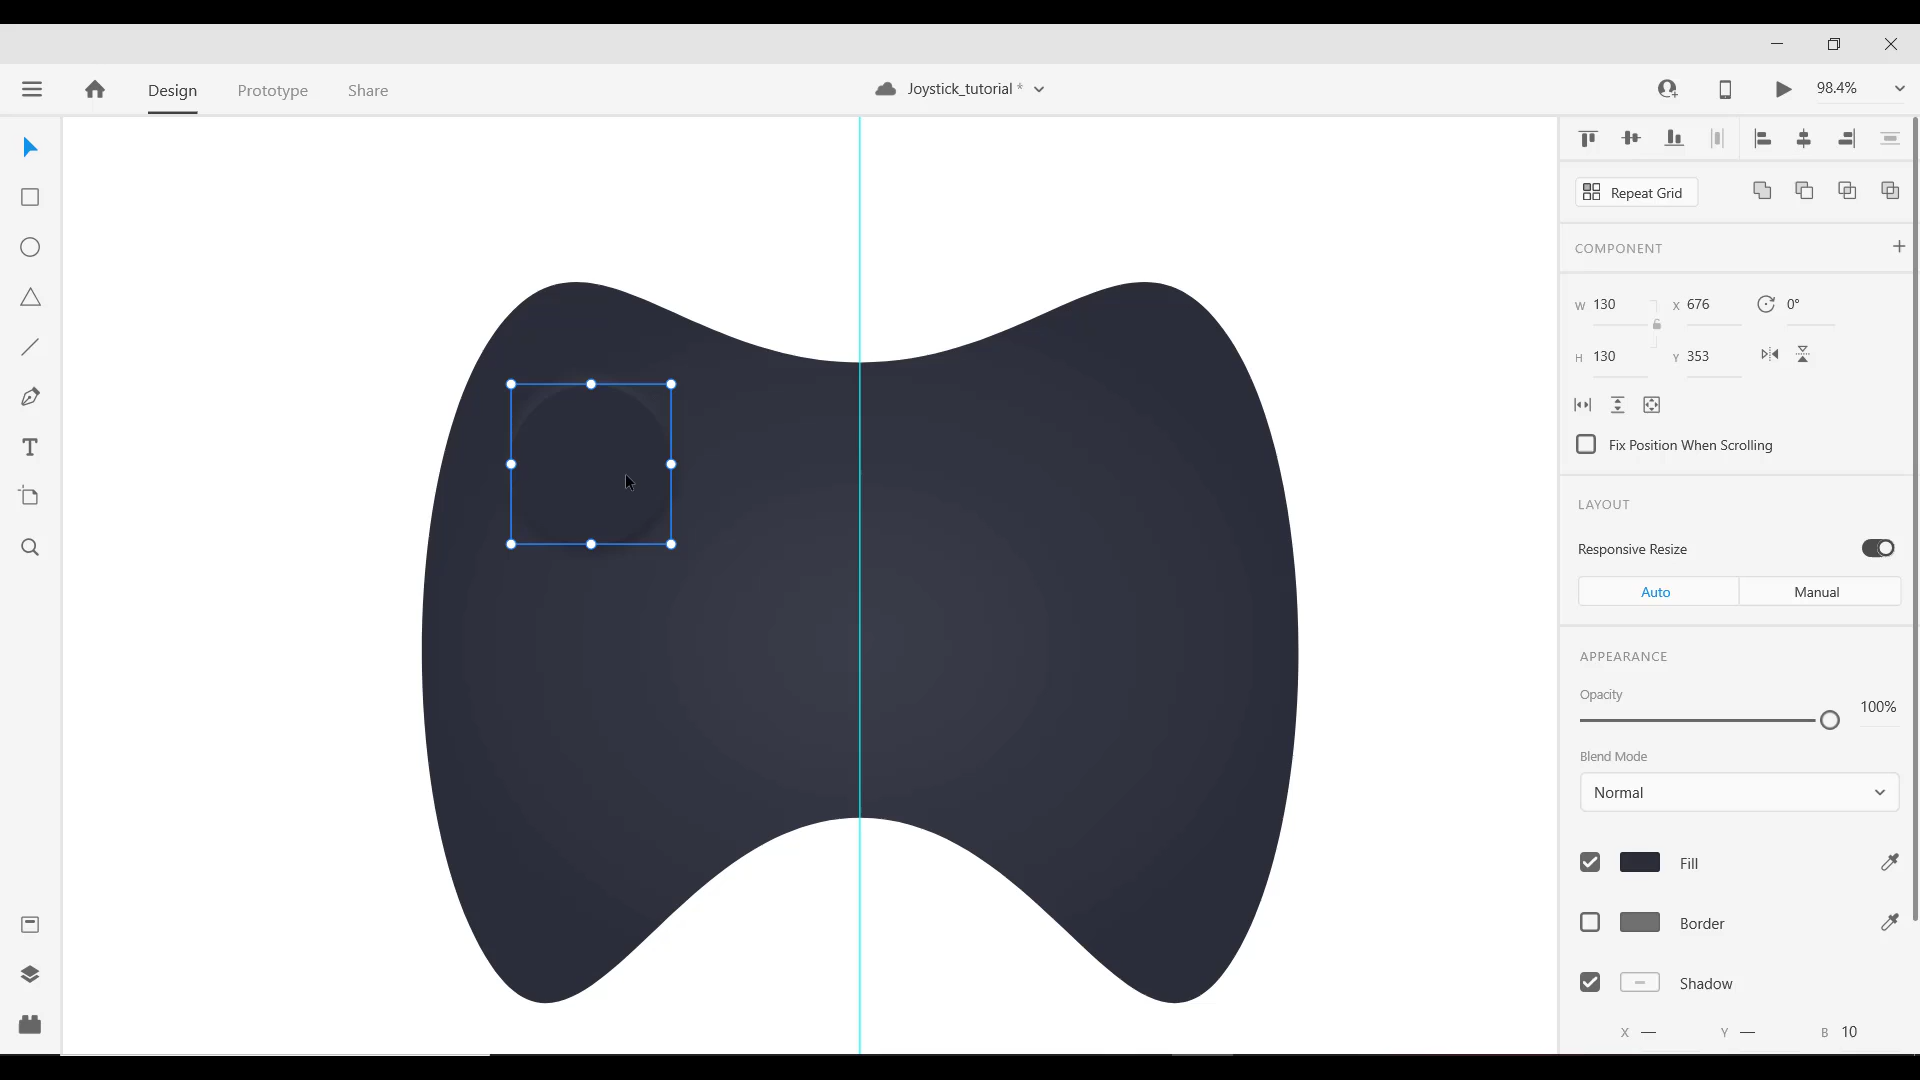 Design Prototype Share Joystick_tutorial * 98.4%
Repeat Grid
COMPONENT +
W 130 X 676 0°
H 130 Y 353
Fix Position When Scrolling
LAYOUT
Responsive Resize
Auto Manual
APPEARANCE
Opacity
100%
Blend Mode
Normal
Fill
Border
Shadow
X — Y — B 10